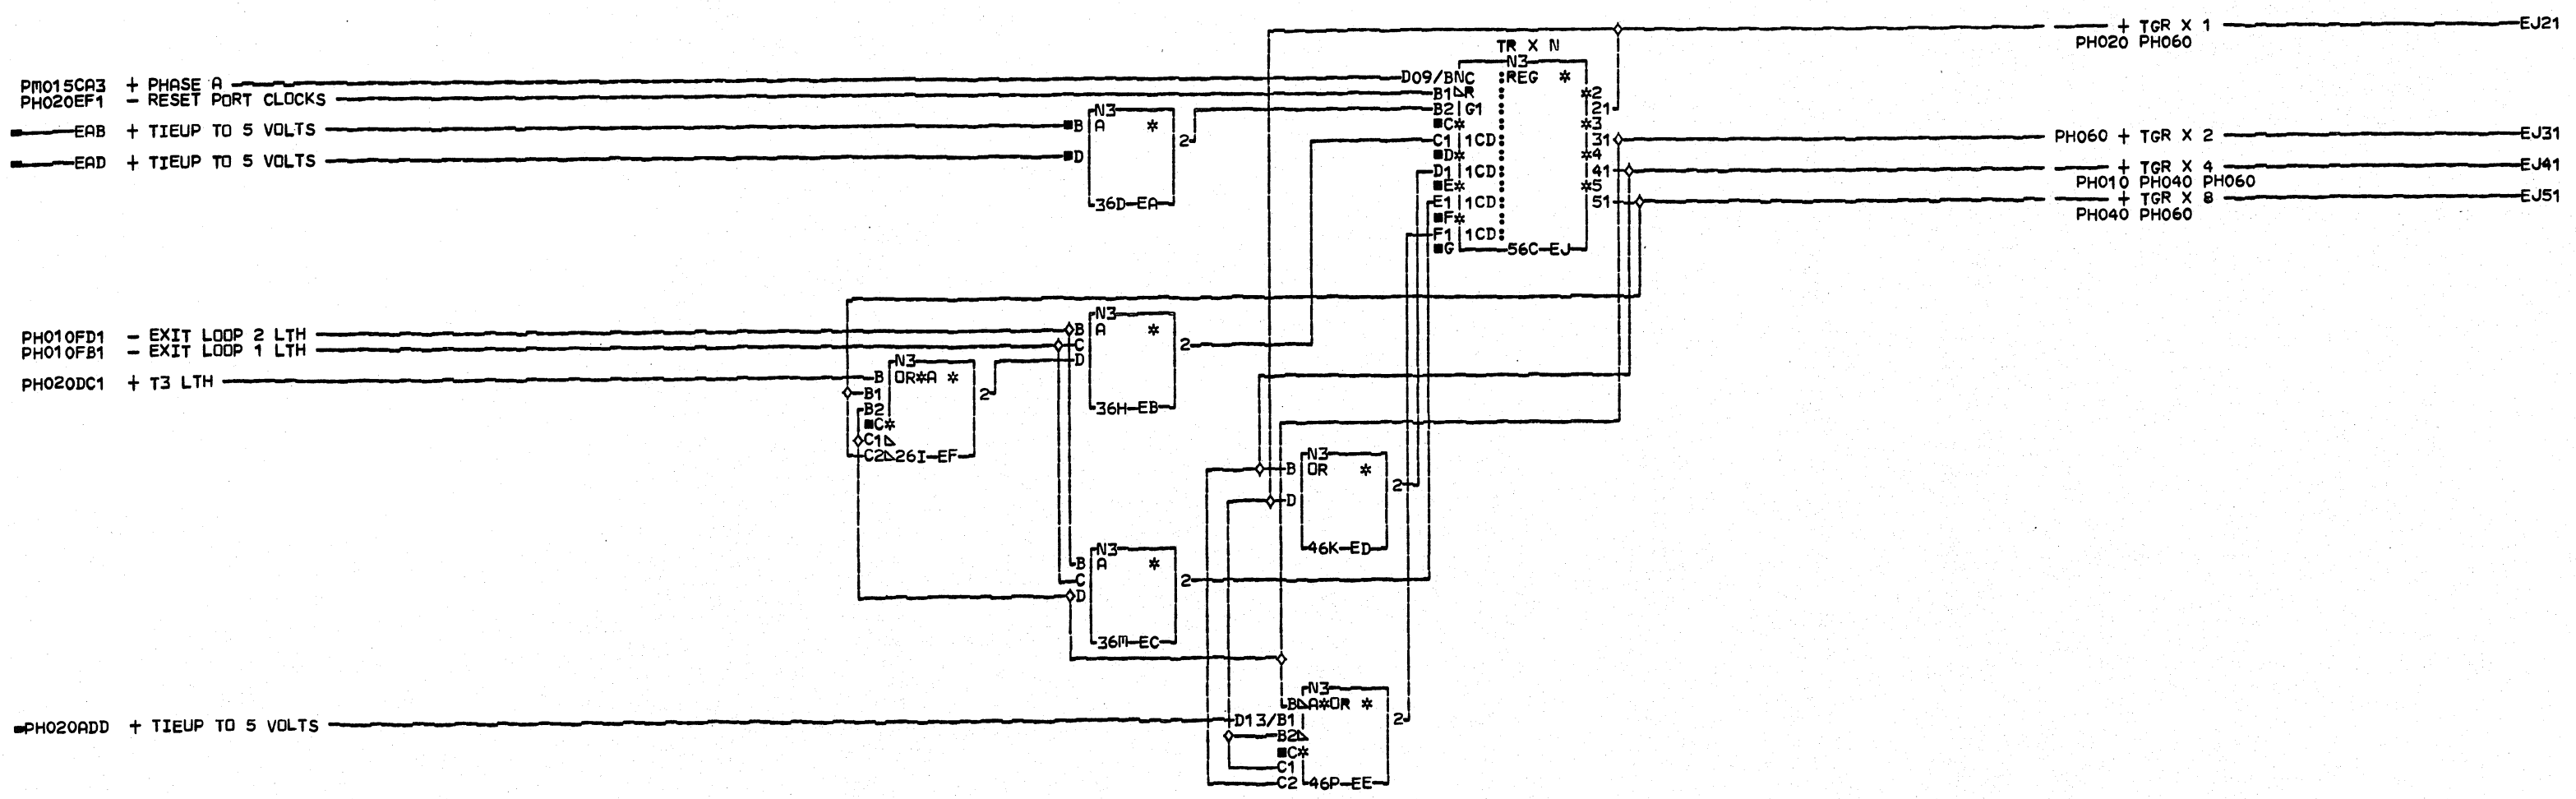 + TGR X 1 EJ21
PH020 PH060
TR X N
N3
PM015CA3 + PHASE A D09/BNC REG *
PH020EF1 - RESET PORT CLOCKS B1 R *2
B2 G1 21
■EAB + TIEUP TO 5 VOLTS ■B N3 A * 2 ■C* *3
C1 1CD 31 PH060 + TGR X 2 EJ31
■EAD + TIEUP TO 5 VOLTS ■D ■D* *4
D1 1CD 41 + TGR X 4 EJ41
PH010 PH040 PH060
■E* *5
36D-EA E1 1CD 51 + TGR X 8 EJ51
PH040 PH060
■F*
F1 1CD
■G 56C-EJ
N3
PH010FD1 - EXIT LOOP 2 LTH B A *
PH010FB1 - EXIT LOOP 1 LTH C 2
N3 D
PH020DC1 + T3 LTH B OR*A *
B1 2
B2 36H-EB
■C*
C1
C2 26I-EF
N3
B OR *
2
D
46K-ED
N3
B A *
C 2
D
36M-EC
N3
B A*OR *
■PH020ADD + TIEUP TO 5 VOLTS D13/B1 2
B2
■C*
C1
C2 46P-EE